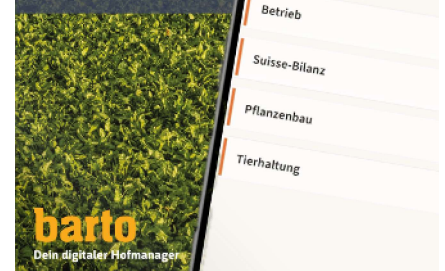 Betrieb
Suisse-Bilanz
Pflanzenbau
Tierhaltung
barto
Dein digitaler Hofmanager